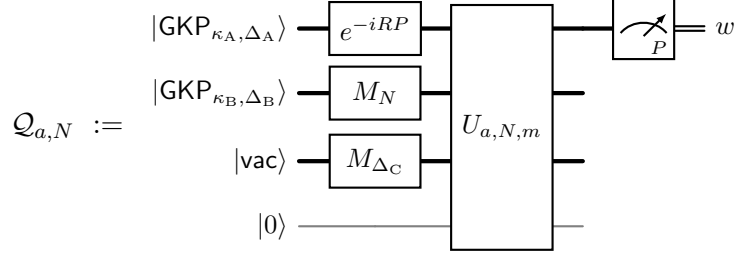 |GKP_{κ_A,Δ_A}⟩ e^{-iRP} P w
|GKP_{κ_B,Δ_B}⟩ M_N
𝒬_{a,N} := U_{a,N,m}
|vac⟩ M_{Δ_C}
|0⟩